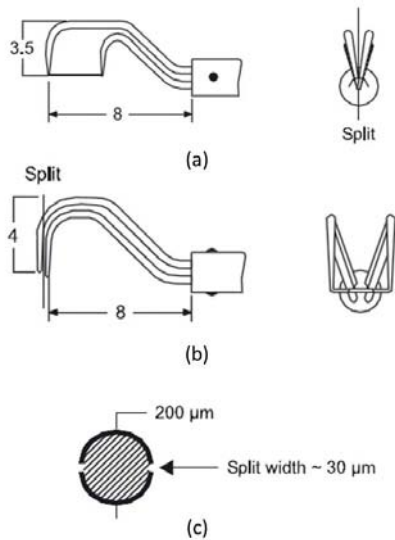 3.5
8
Split
(a)
Split
4
8
(b)
200 μm
Split width ~ 30 μm
(c)